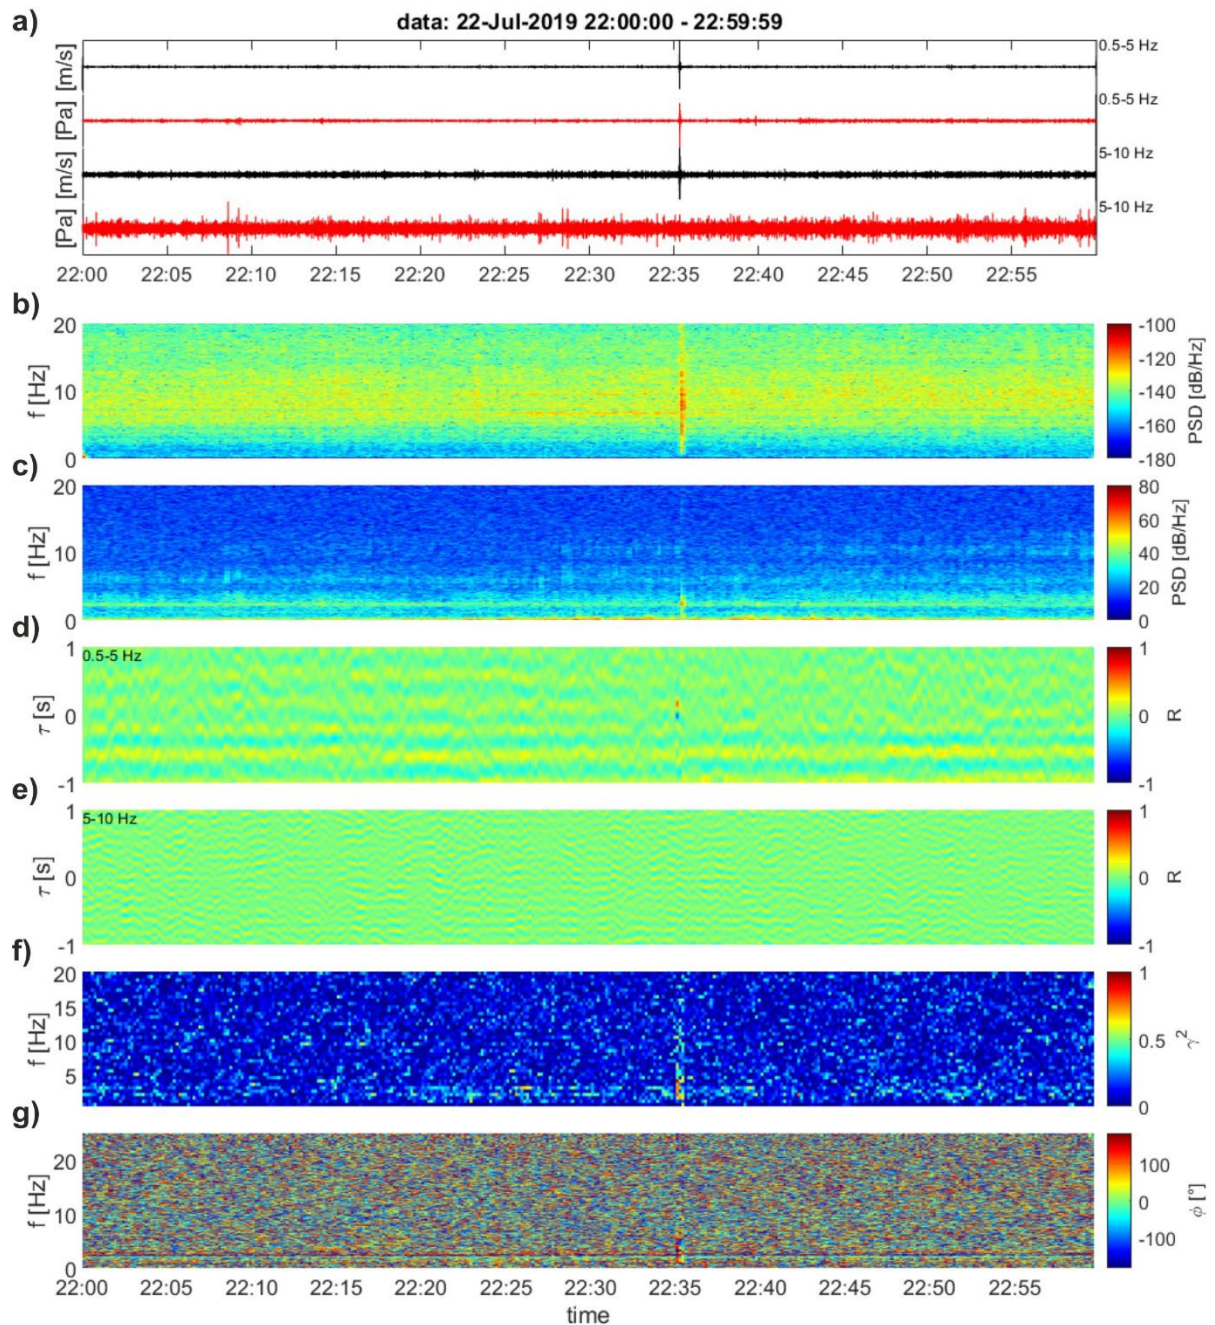 a)
data: 22-Jul-2019 22:00:00 - 22:59:59
[m/s]
0.5-5 Hz
[Pa]
0.5-5 Hz
[m/s]
5-10 Hz
[Pa]
5-10 Hz
22:00 22:05 22:10 22:15 22:20 22:25 22:30 22:35 22:40 22:45 22:50 22:55
b)
20
10
0
f [Hz]
-100
-120
-140
-160
-180
PSD [dB/Hz]
c)
20
10
0
f [Hz]
80
60
40
20
0
PSD [dB/Hz]
d)
0.5-5 Hz
1
0
-1
τ [s]
1
0
-1
R
e)
5-10 Hz
1
0
-1
τ [s]
1
0
-1
R
f)
20
15
10
5
f [Hz]
1
0.5
0
γ²
g)
20
10
0
f [Hz]
100
0
-100
ϕ [°]
22:00 22:05 22:10 22:15 22:20 22:25 22:30 22:35 22:40 22:45 22:50 22:55
time